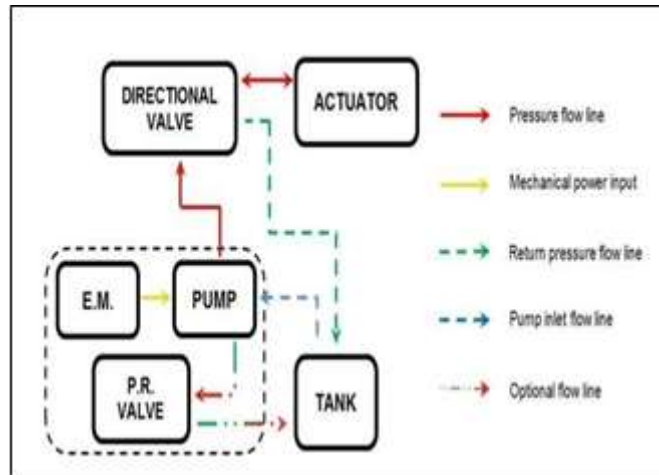 DIRECTIONAL
VALVE
ACTUATOR
E.M.
PUMP
P.R.
VALVE
TANK
Pressure flow line
Mechanical power input
Return pressure flow line
Pump inlet flow line
Optional flow line